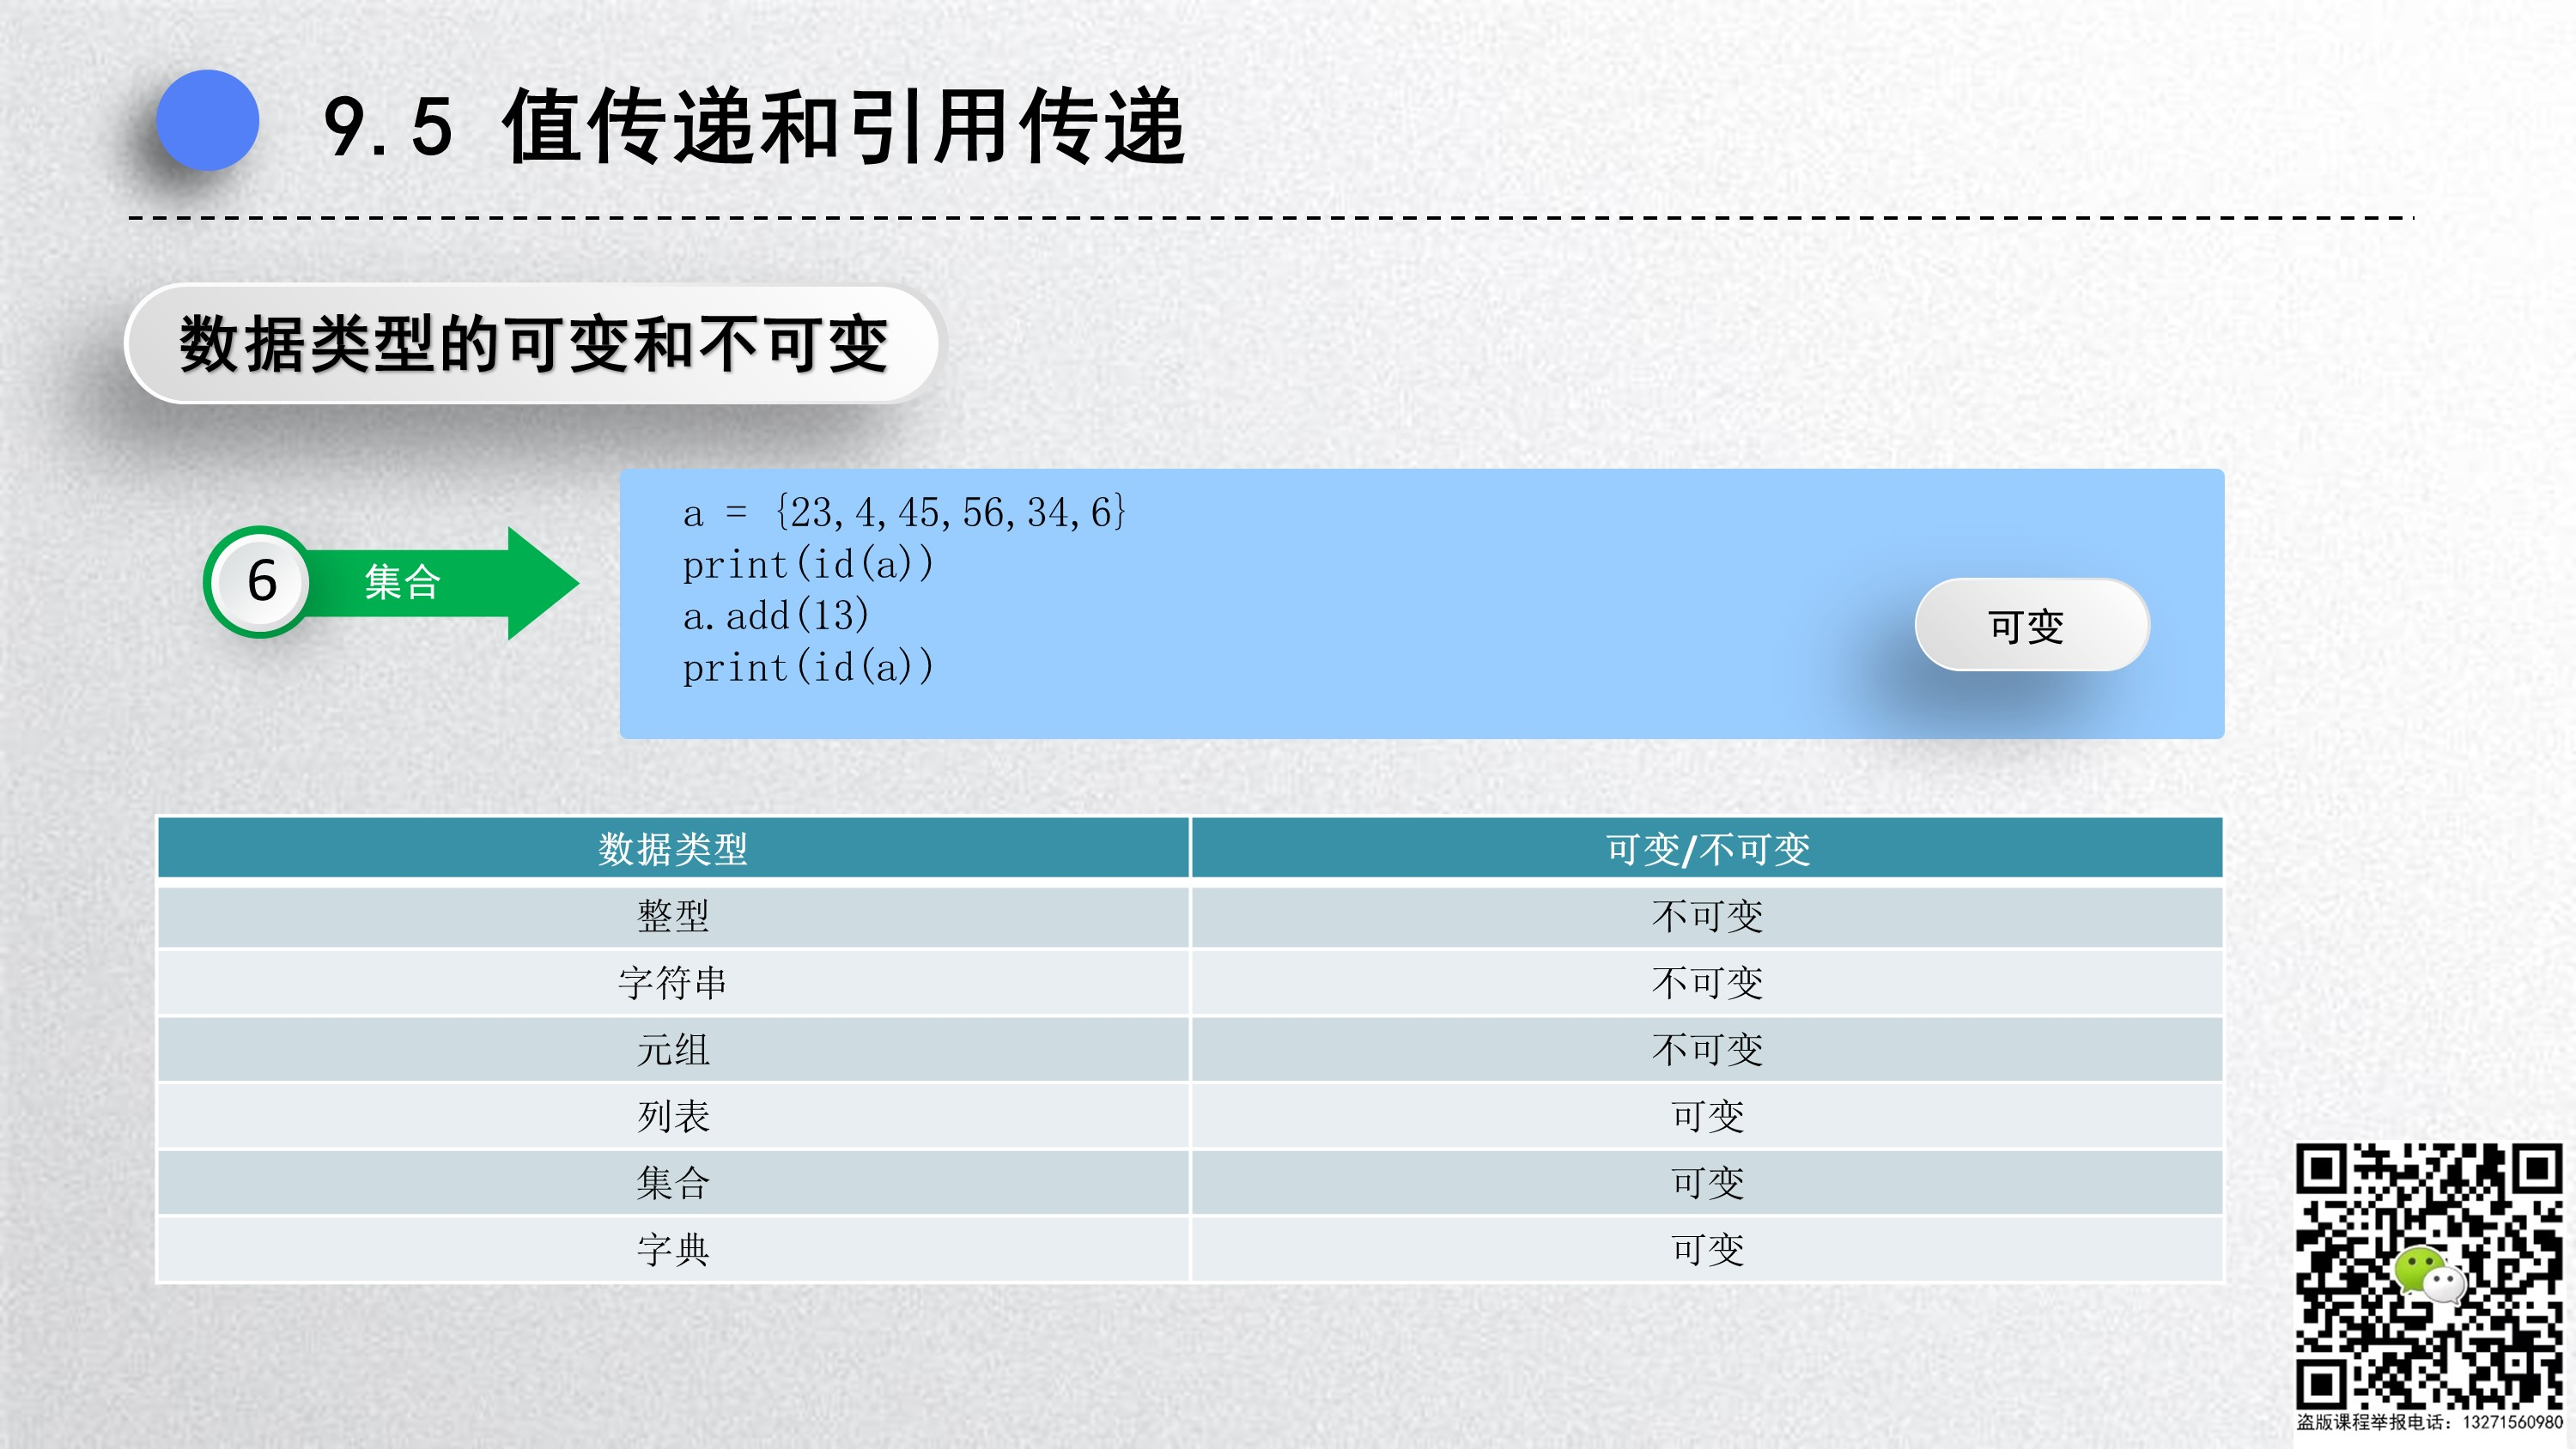 9.5 值传递和引用传递
数据类型的可变和不可变
6
集合
a = {23,4,45,56,34,6}
print(id(a))
a.add(13)
print(id(a))
可变
数据类型 可变/不可变
整型 不可变
字符串 不可变
元组 不可变
列表 可变
集合 可变
字典 可变
盗版课程举报电话：13271560980